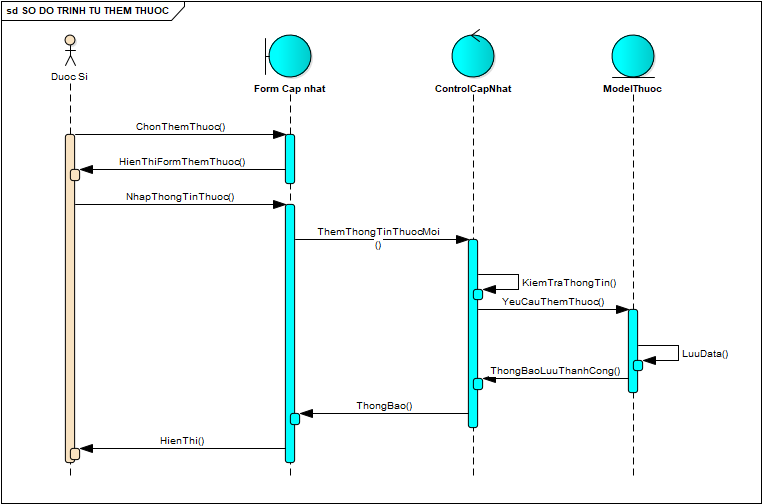 sd SO DO TRINH TU THEM THUOC
Duoc Si
Form Cap nhat
ControlCapNhat
ModelThuoc
ChonThemThuoc()
HienThiFormThemThuoc()
NhapThongTinThuoc()
ThemThongTinThuocMoi
()
KiemTraThongTin()
YeuCauThemThuoc()
LuuData()
ThongBaoLuuThanhCong()
ThongBao()
HienThi()